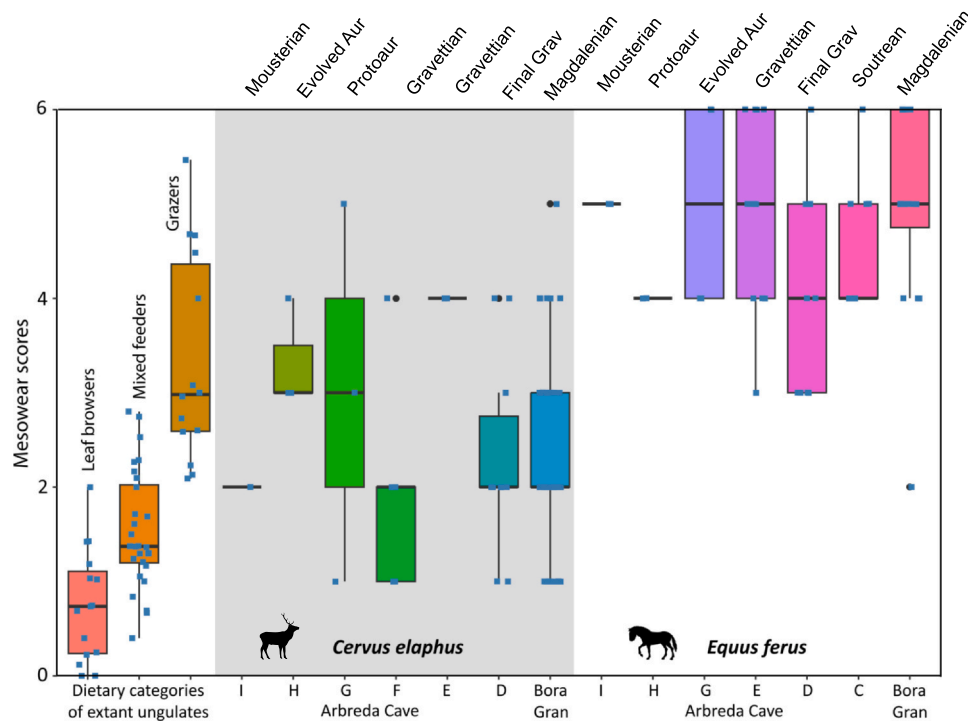 Mousterian
Evolved Aur
Protoaur
Gravettian
Gravettian
Final Grav
Magdalenian
Mousterian
Protoaur
Evolved Aur
Gravettian
Final Grav
Soutrean
Magdalenian
Mesowear scores
6
4
2
0
Leaf browsers
Mixed feeders
Grazers
Cervus elaphus
Equus ferus
I H G F E D Bora I H G E D C Bora
Dietary categories
of extant ungulates
Arbreda Cave
Gran
Arbreda Cave
Gran